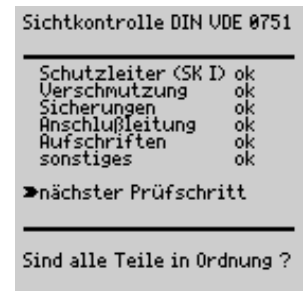 Sichtkontrolle DIN VDE 0751
Schutzleiter (SK I) ok
Verschmutzung ok
Sicherungen ok
Anschlußleitung ok
Aufschriften ok
sonstiges ok
➤nächster Prüfschritt
Sind alle Teile in Ordnung ?